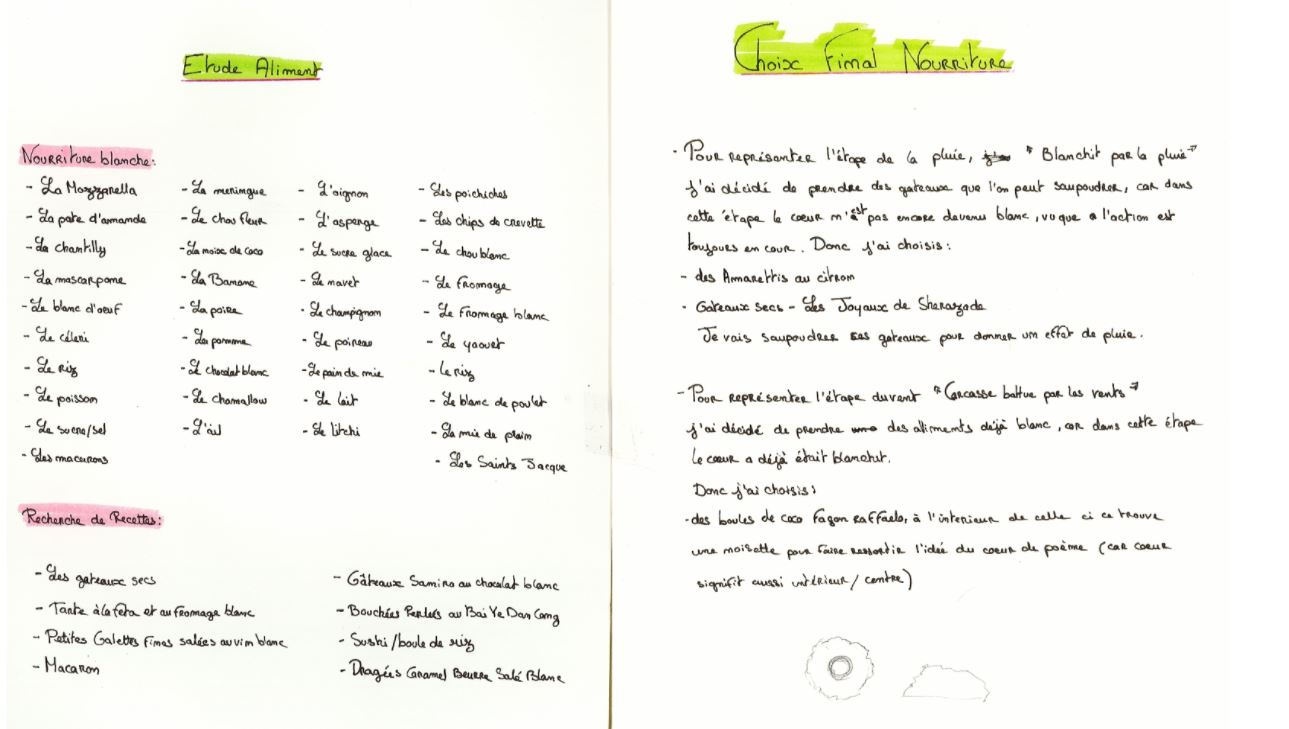 Etude Aliment
Nourriture blanche:
- La Mozzanella
- La pate d'amande
- La chantilly
- La mascarpone
- Le blanc d'oeuf
- Le céleri
- Le riz
- Le poisson
- Le sucre/sel
- Les macarons
- La meringue
- Le chou fleur
- La noix de coco
- La Banane
- La poire
- La pomme
- Le chocolat blanc
- Le chamallow
- L'ail
- L'oignon
- L'asperge
- Le sucre glace
- Le navet
- Le champignon
- Le poireau
- Le pain de mie
- Le lait
- Le litchi
- Les poichiches
- Les chips de crevette
- Le chou blanc
- Le Fromage
- Le Fromage blanc
- Le yaourt
- Le riz
- Le blanc de poulet
- La mie de plain
- Les Saints Jacque
Recherche de Recettes:
- Les gateaux secs
- Tarte à la feta et au fromage blanc
- Petites Galettes Fines salées au vin blanc
- Macaron
- Gâteaux Samira au chocolat blanc
- Bouchées Perlées au Bai Ye Dan Cong
- Sushi/boule de riz
- Dragées Caramel Beurre Salé Blanc
Choix Final Nourriture
- Pour représanter l'étape de la pluie, "Blanchit par la pluie"
j'ai décidé de prendre des gateaux que l'on peut saupoudrer, car dans
cette étape le coeur n'est pas encore devenu blanc, vu que l'action est
toujours en cour. Donc j'ai choisis:
- des Amarettis au citron
- Gateaux secs - Les Joyaux de Sherazade
Je vais saupoudrer ses gateaux pour donner un effet de pluie.
- Pour représenter l'étape du vent "Carcasse battue par les vents"
j'ai décidé de prendre des aliments dejà blanc, car dans cette étape
le coeur a déjà était blanchit.
Donc j'ai choisis:
- des boules de coco façon raffaelo, à l'interieur de celle ci ce trouve
une noisette pour faire ressortir l'idée du coeur de poème (car coeur
signifit aussi intérieur/centre)